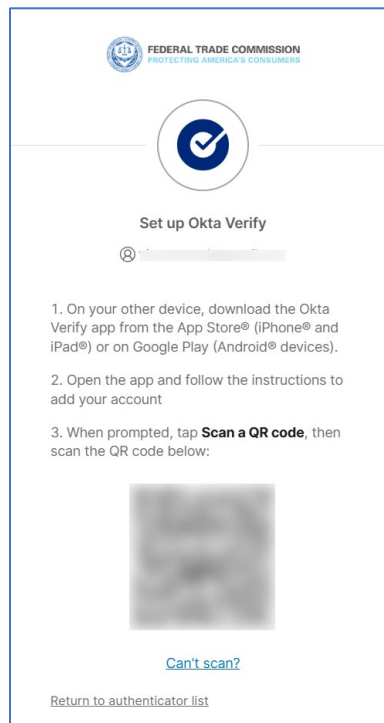 FEDERAL TRADE COMMISSION
PROTECTING AMERICA'S CONSUMERS
Set up Okta Verify
1. On your other device, download the Okta
Verify app from the App Store® (iPhone® and
iPad®) or on Google Play (Android® devices).
2. Open the app and follow the instructions to
add your account
3. When prompted, tap Scan a QR code, then
scan the QR code below:
Can't scan?
Return to authenticator list